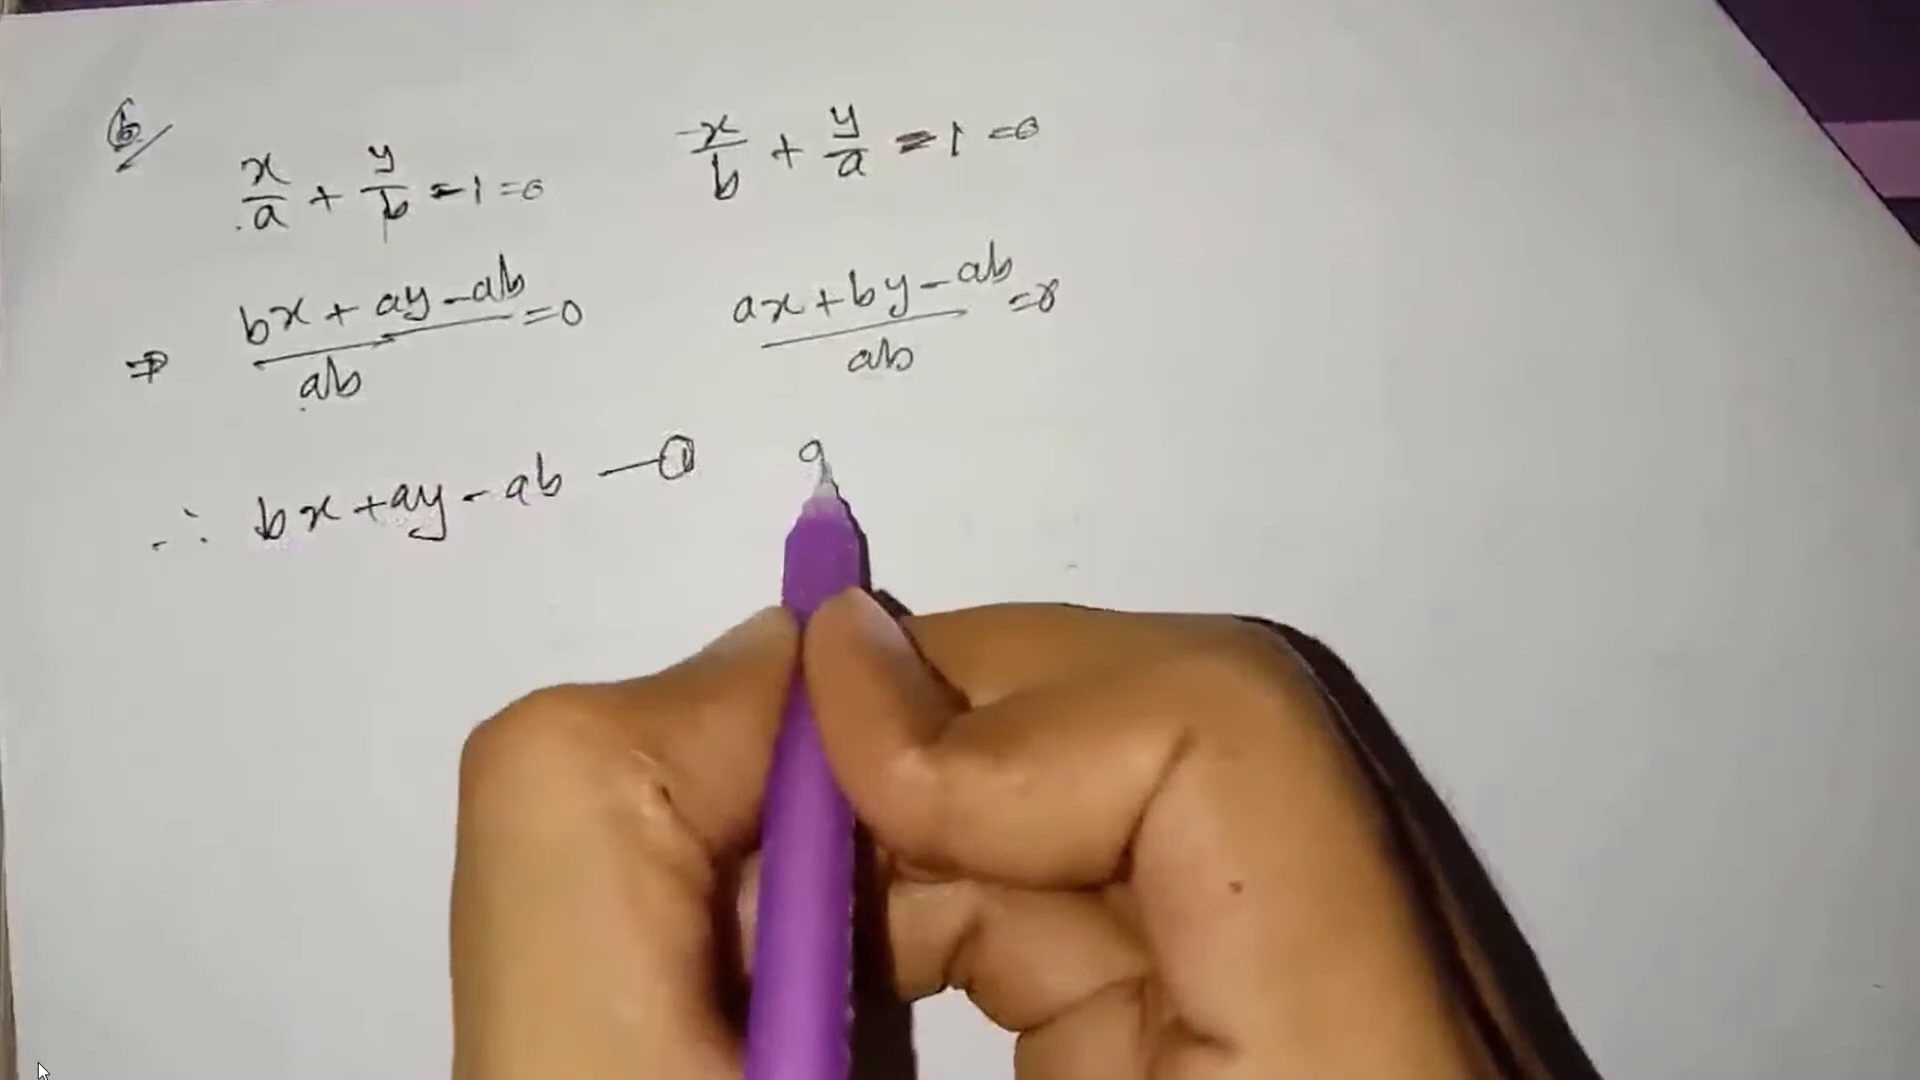 6/
x/a + y/b - 1 = 0
x/b + y/a - 1 = 0
⇒ (bx + ay - ab)/ab = 0
(ax + by - ab)/ab = 0
∴ bx + ay - ab — ①
a